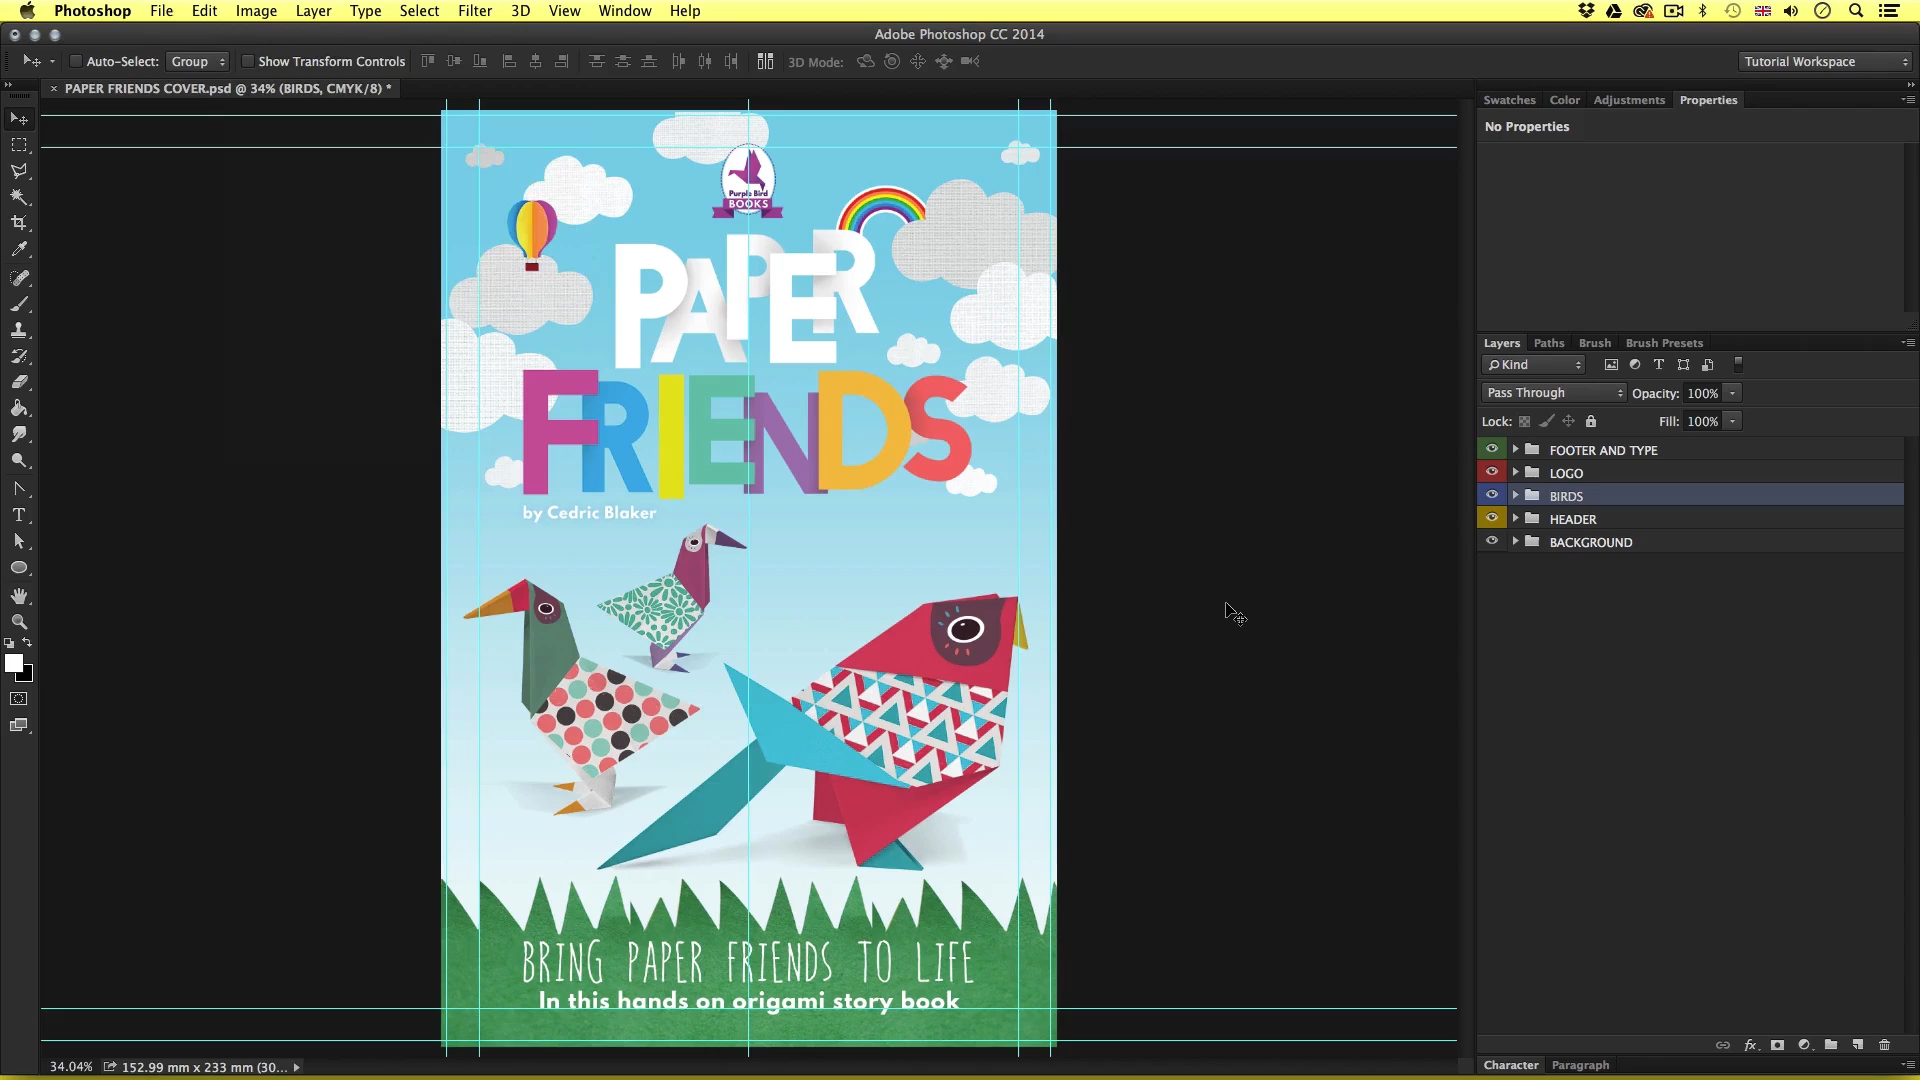 Photoshop File Edit Image Layer Type Select Filter 3D View Window Help
Adobe Photoshop CC 2014
Auto-Select: Group Show Transform Controls 3D Mode: Tutorial Workspace
× PAPER FRIENDS COVER.psd @ 34% (BIRDS, CMYK/8) *
Swatches Color Adjustments Properties
No Properties
Purple Bird
BOOKS
PAPER
FRIENDS
by Cedric Blaker
BRING PAPER FRIENDS TO LIFE
In this hands on origami story book
Layers Paths Brush Brush Presets
Kind
Pass Through Opacity: 100%
Lock: Fill: 100%
FOOTER AND TYPE
LOGO
BIRDS
HEADER
BACKGROUND
Character Paragraph
34.04% 152.99 mm x 233 mm (30...